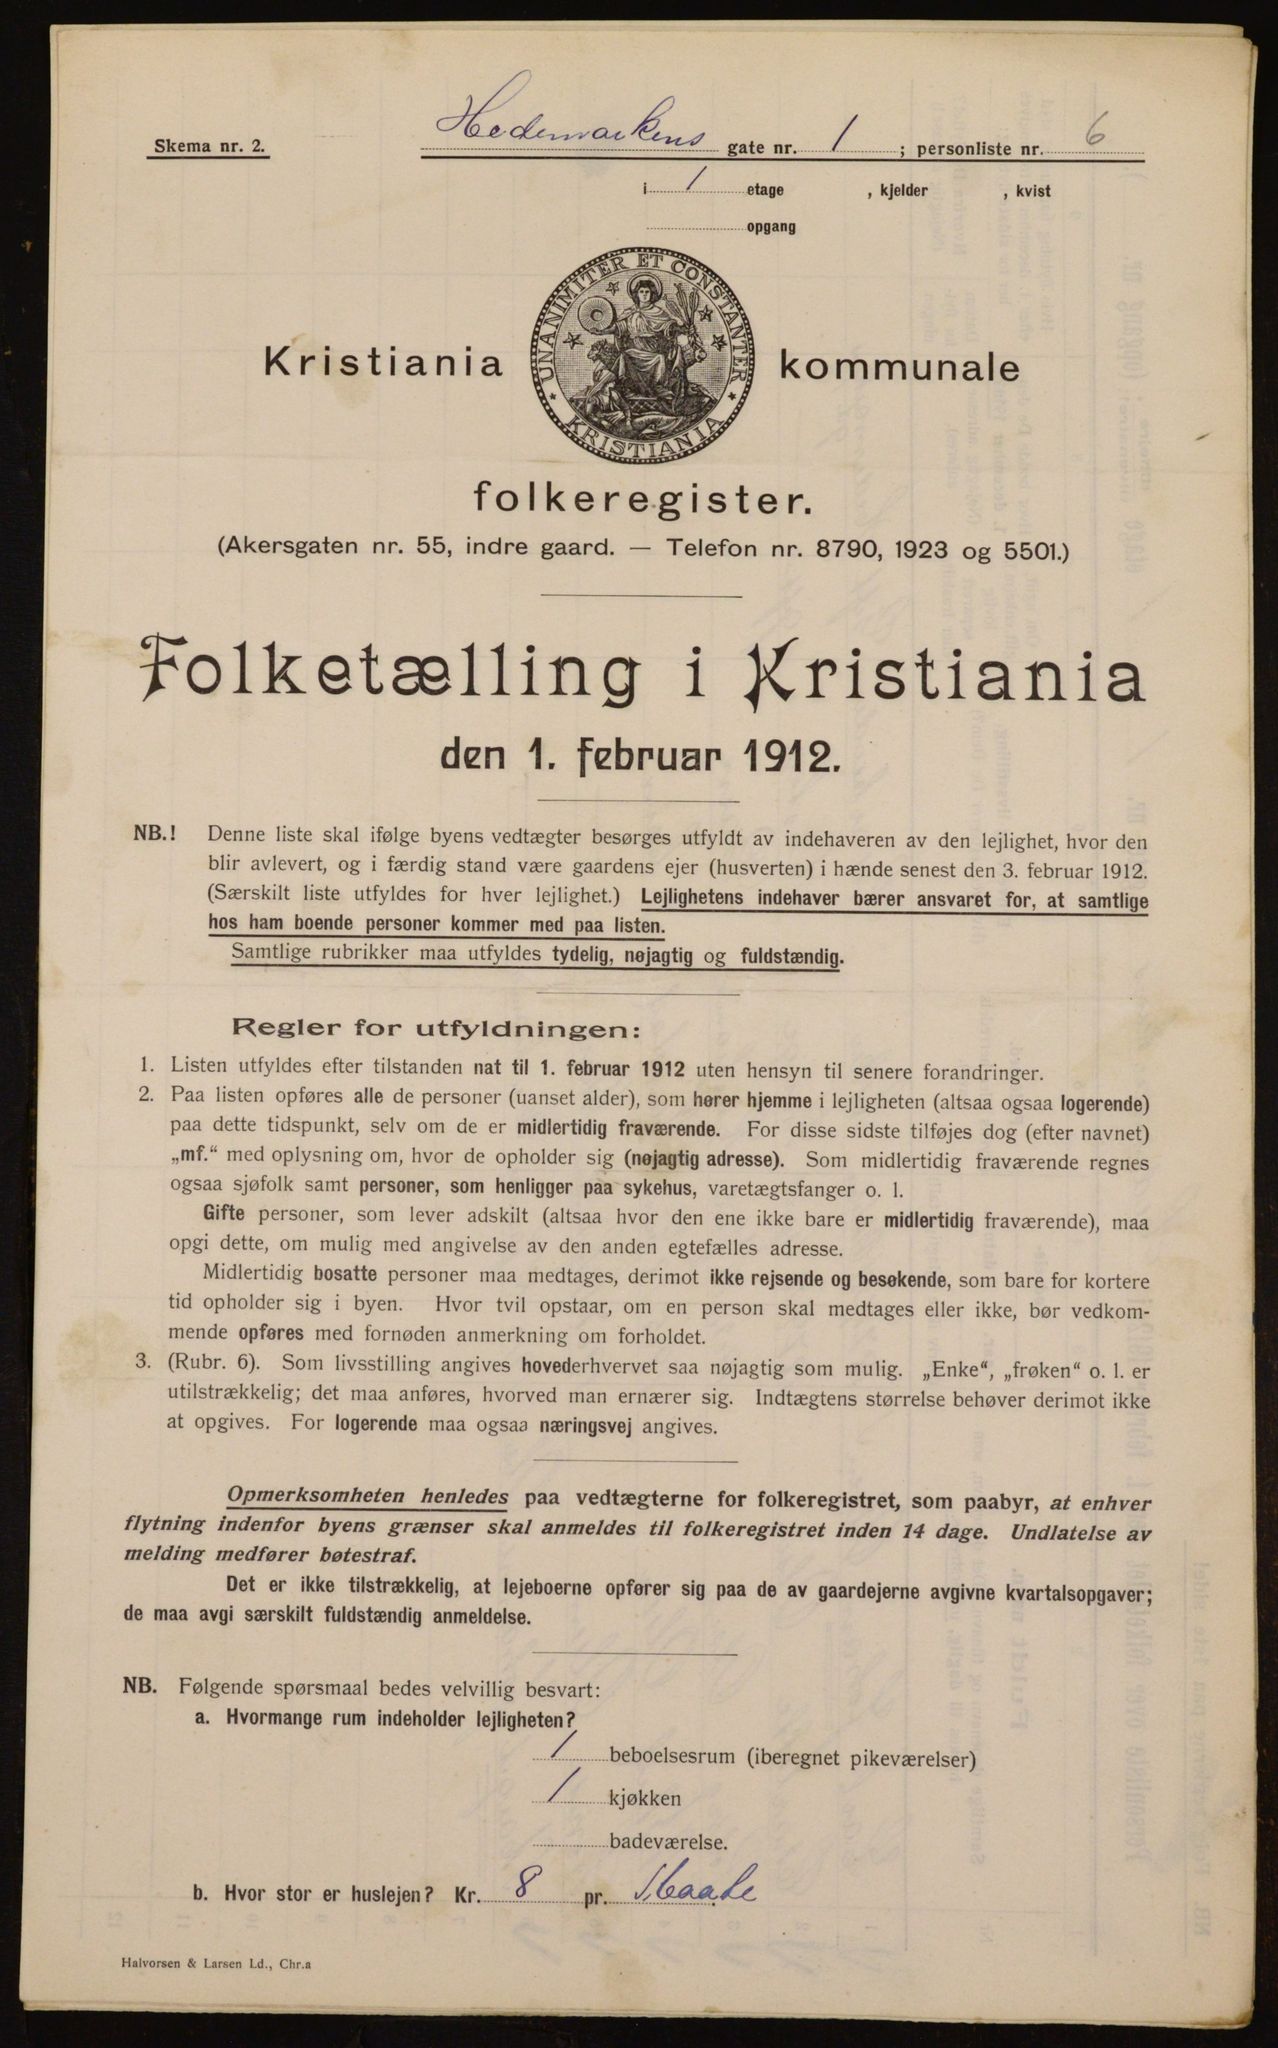 Skema nr. 2.
Hedemarkens gate nr. 1 ; personliste nr. 6
i 1 etage , kjelder , kvist
opgang
UNANIMITER ET CONSTANTER
KRISTIANIA
Kristiania kommunale
folkeregister.
(Akersgaten nr. 55, indre gaard. — Telefon nr. 8790, 1923 og 5501.)
Folketælling i Kristiania
den 1. februar 1912.
NB.! Denne liste skal ifølge byens vedtægter besørges utfyldt av indehaveren av den lejlighet, hvor den
blir avlevert, og i færdig stand være gaardens ejer (husverten) i hænde senest den 3. februar 1912.
(Særskilt liste utfyldes for hver lejlighet.) Lejlighetens indehaver bærer ansvaret for, at samtlige
hos ham boende personer kommer med paa listen.
Samtlige rubrikker maa utfyldes tydelig, nøjagtig og fuldstændig.
Regler for utfyldningen:
1. Listen utfyldes efter tilstanden nat til 1. februar 1912 uten hensyn til senere forandringer.
2. Paa listen opføres alle de personer (uanset alder), som hører hjemme i lejligheten (altsaa ogsaa logerende)
paa dette tidspunkt, selv om de er midlertidig fraværende. For disse sidste tilføjes dog (efter navnet)
„mf.“ med oplysning om, hvor de opholder sig (nøjagtig adresse). Som midlertidig fraværende regnes
ogsaa sjøfolk samt personer, som henligger paa sykehus, varetægtsfanger o. l.
Gifte personer, som lever adskilt (altsaa hvor den ene ikke bare er midlertidig fraværende), maa
opgi dette, om mulig med angivelse av den anden egtefælles adresse.
Midlertidig bosatte personer maa medtages, derimot ikke rejsende og besøkende, som bare for kortere
tid opholder sig i byen. Hvor tvil opstaar, om en person skal medtages eller ikke, bør vedkom-
mende opføres med fornøden anmerkning om forholdet.
3. (Rubr. 6). Som livsstilling angives hovederhvervet saa nøjagtig som mulig. „Enke“, „frøken“ o. l. er
utilstrækkelig; det maa anføres, hvorved man ernærer sig. Indtægtens størrelse behøver derimot ikke
at opgives. For logerende maa ogsaa næringsvej angives.
Opmerksomheten henledes paa vedtægterne for folkeregistret, som paabyr, at enhver
flytning indenfor byens grænser skal anmeldes til folkeregistret inden 14 dage. Undlatelse av
melding medfører bøtestraf.
Det er ikke tilstrækkelig, at lejeboerne opfører sig paa de av gaardejerne avgivne kvartalsopgaver;
de maa avgi særskilt fuldstændig anmeldelse.
NB. Følgende spørsmaal bedes velvillig besvart:
a. Hvormange rum indeholder lejligheten?
1 beboelsesrum (iberegnet pikeværelser)
1 kjøkken
badeværelse.
b. Hvor stor er huslejen? Kr. 8 pr. Maade
Halvorsen & Larsen Ld., Chr.a